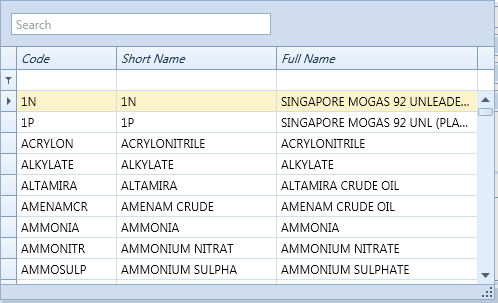 Search
Code Short Name Full Name
1N 1N SINGAPORE MOGAS 92 UNLEADE...
1P 1P SINGAPORE MOGAS 92 UNL (PLA...
ACRYLON ACRYLONITRILE ACRYLONITRILE
ALKYLATE ALKYLATE ALKYLATE
ALTAMIRA ALTAMIRA ALTAMIRA CRUDE OIL
AMENAMCR AMENAM CRUDE AMENAM CRUDE OIL
AMMONIA AMMONIA AMMONIA
AMMONITR AMMONIUM NITRAT AMMONIUM NITRATE
AMMOSULP AMMONIUM SULPHA AMMONIUM SULPHATE